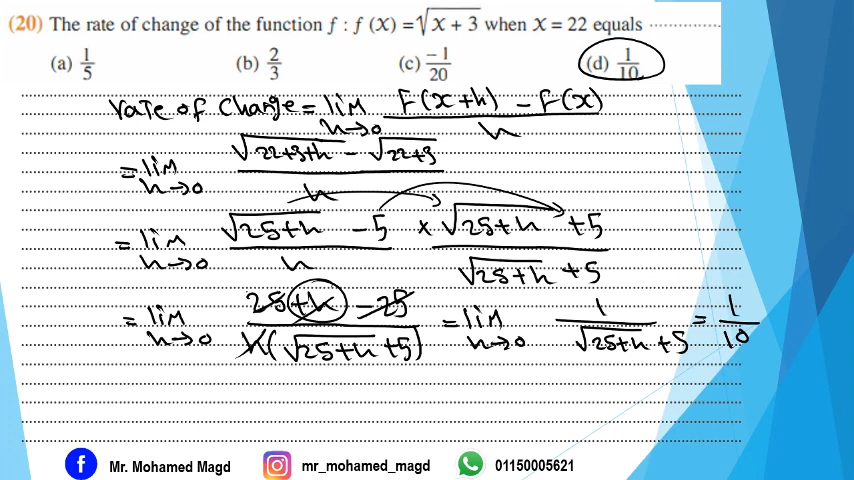 (20) The rate of change of the function f : f (X) = √X + 3 when X = 22 equals ..................
(a) 1/5 (b) 2/3 (c) -1/20 (d) 1/10
Rate of Change = lim h→0 F(x+h) - F(x) / h
= lim h→0 √22+3+h - √22+3 / h
= lim h→0 √25+h - 5 / h × √25+h +5 / √25+h +5
= lim h→0 25+h - 25 / h(√25+h +5) = lim h→0 1 / √25+h +5 = 1/10
Mr. Mohamed Magd mr_mohamed_magd 01150005621